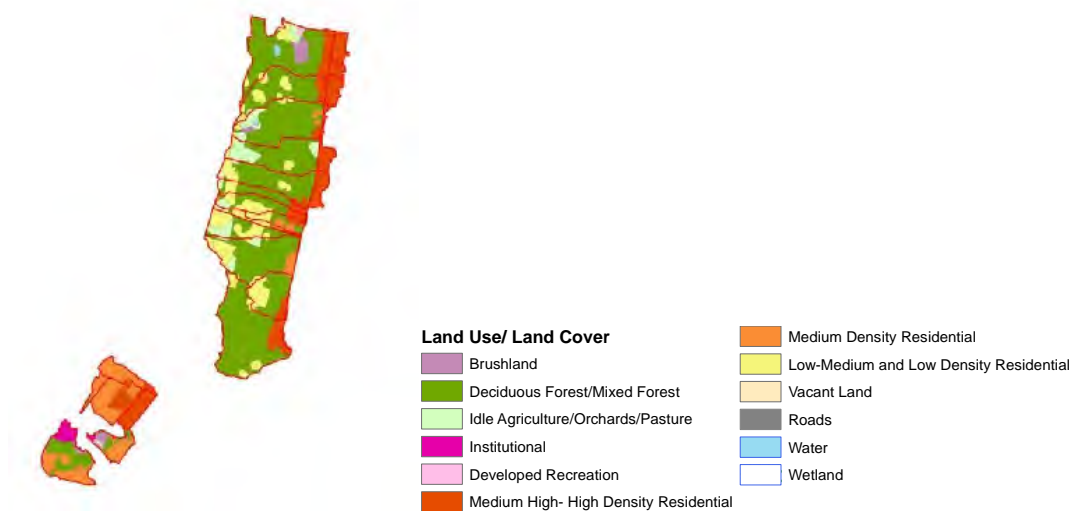 Land Use/ Land Cover
Brushland
Deciduous Forest/Mixed Forest
Idle Agriculture/Orchards/Pasture
Institutional
Developed Recreation
Medium High- High Density Residential
Medium Density Residential
Low-Medium and Low Density Residential
Vacant Land
Roads
Water
Wetland